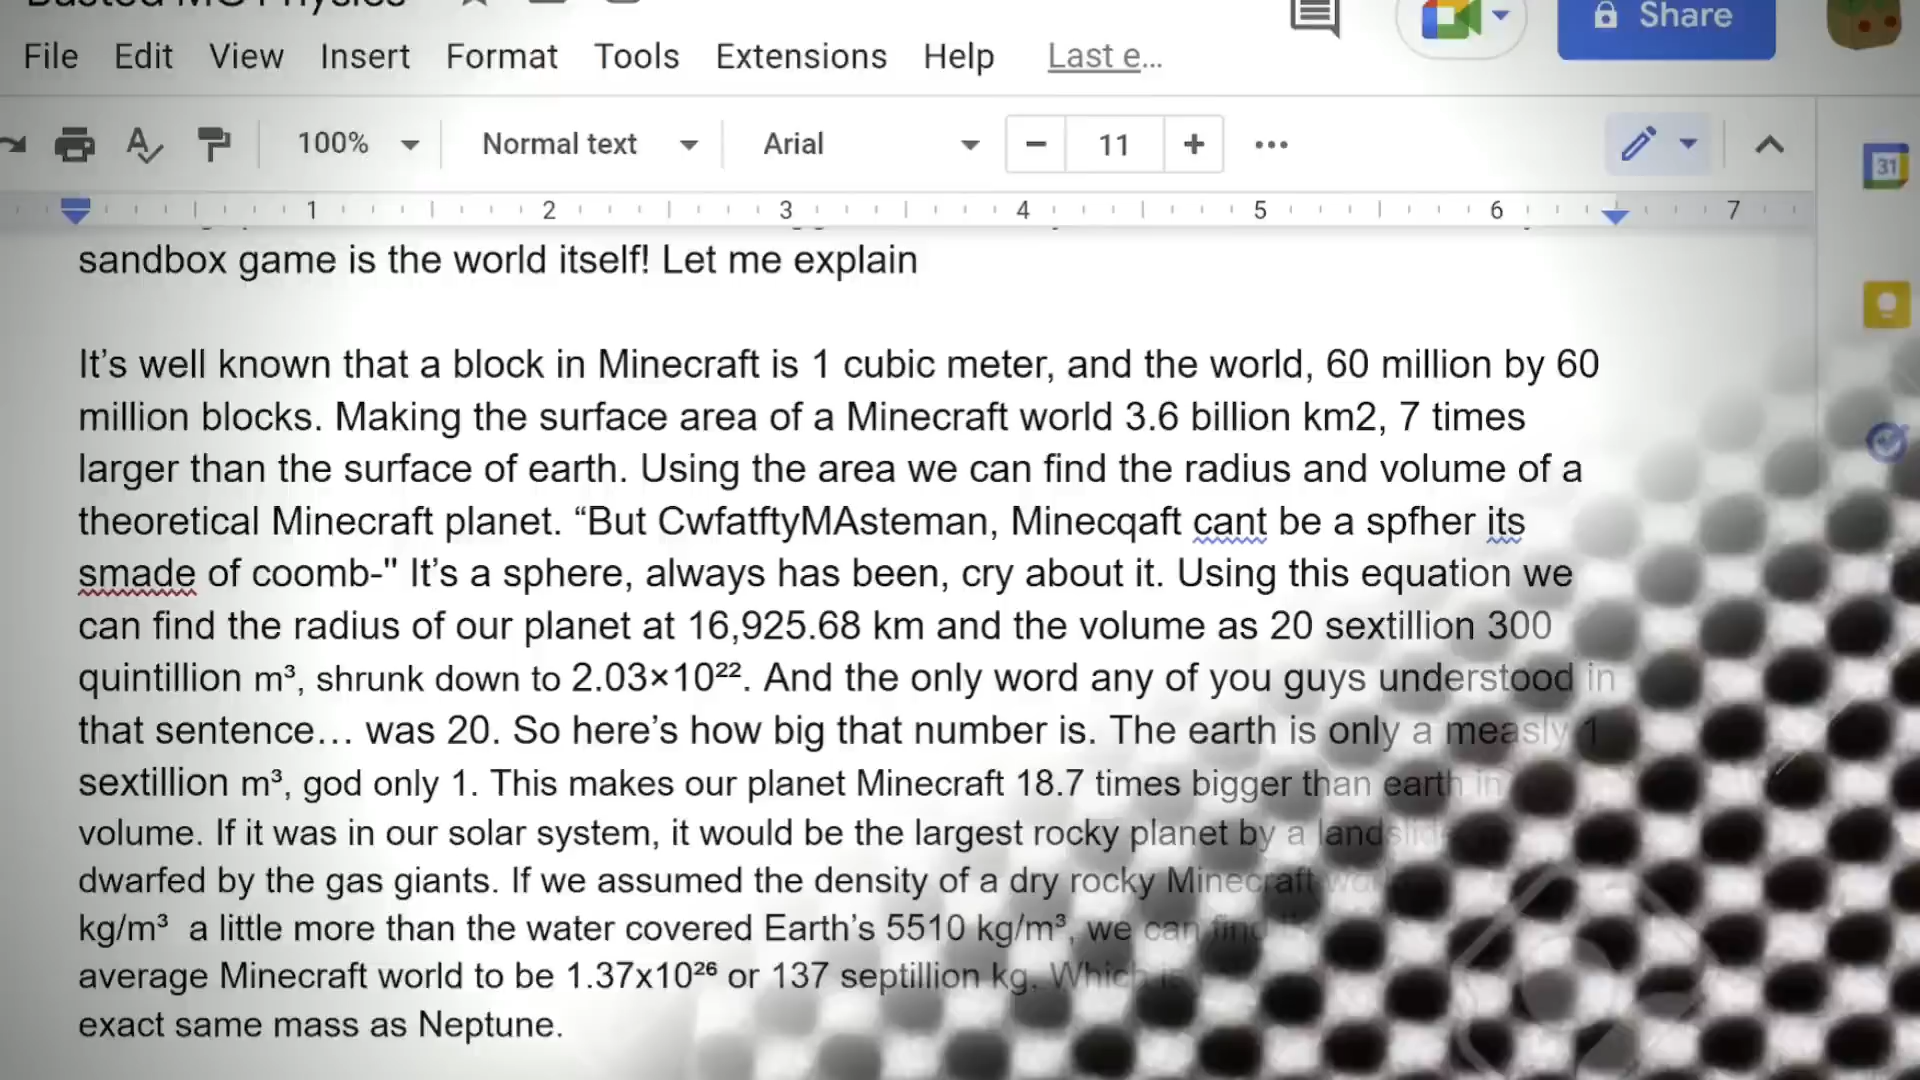 Busted MC Physics
File Edit View Insert Format Tools Extensions Help Last e...
Share
100% Normal text Arial 11
31
1 2 3 4 5 6 7
sandbox game is the world itself! Let me explain
It’s well known that a block in Minecraft is 1 cubic meter, and the world, 60 million by 60
million blocks. Making the surface area of a Minecraft world 3.6 billion km2, 7 times
larger than the surface of earth. Using the area we can find the radius and volume of a
theoretical Minecraft planet. “But CwfatftyMAsteman, Minecqaft cant be a spfher its
smade of coomb-" It’s a sphere, always has been, cry about it. Using this equation we
can find the radius of our planet at 16,925.68 km and the volume as 20 sextillion 300
quintillion m³, shrunk down to 2.03×10²². And the only word any of you guys understood in
that sentence… was 20. So here’s how big that number is. The earth is only a measly 1
sextillion m³, god only 1. This makes our planet Minecraft 18.7 times bigger than earth in
volume. If it was in our solar system, it would be the largest rocky planet by a landslide
dwarfed by the gas giants. If we assumed the density of a dry rocky Minecraft
kg/m³ a little more than the water covered Earth’s 5510 kg/m³, we can find
average Minecraft world to be 1.37x10²⁶ or 137 septillion kg. Which is
exact same mass as Neptune.